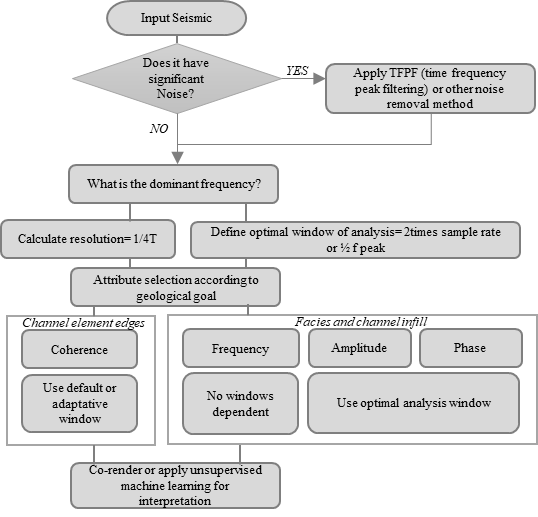 Input Seismic
Does it have
significant
Noise?
YES
Apply TFPF (time frequency
peak filtering) or other noise
removal method
NO
What is the dominant frequency?
Calculate resolution= 1/4T
Define optimal window of analysis= 2times sample rate
or ½ f peak
Attribute selection according to
geological goal
Channel element edges
Coherence
Use default or
adaptative
window
Facies and channel infill
Frequency
Amplitude
Phase
No windows
dependent
Use optimal analysis window
Co-render or apply unsupervised
machine learning for
interpretation